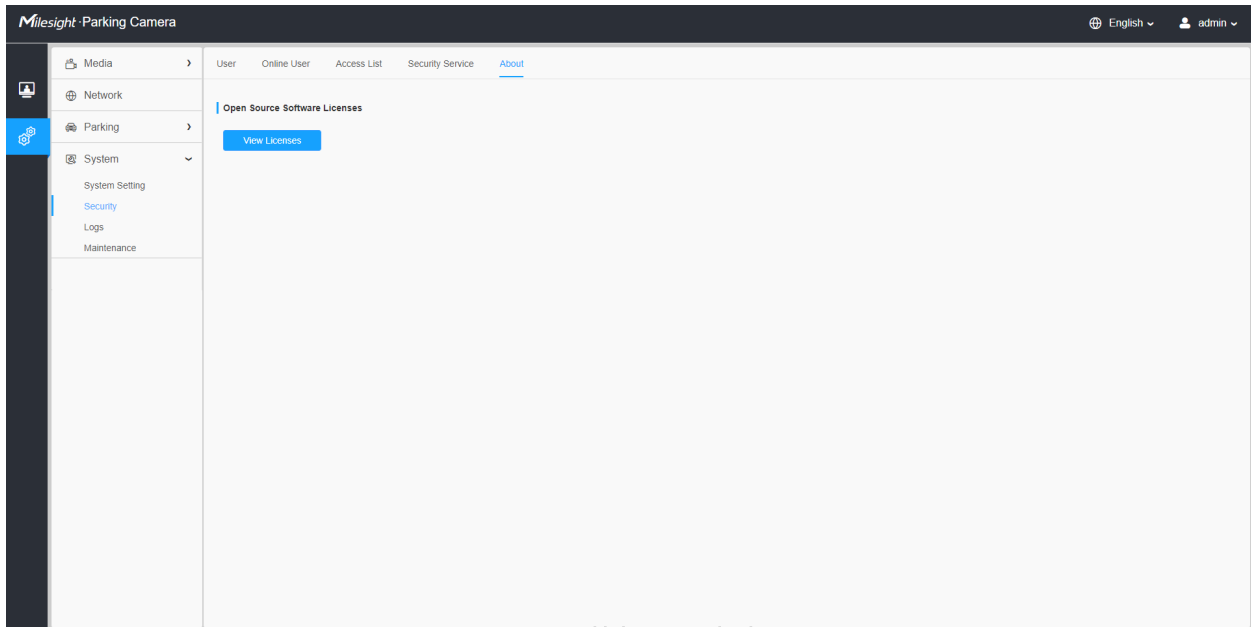 Milesight·Parking Camera
English
admin
Media
Network
Parking
System
System Setting
Security
Logs
Maintenance
User Online User Access List Security Service About
Open Source Software Licenses
View Licenses